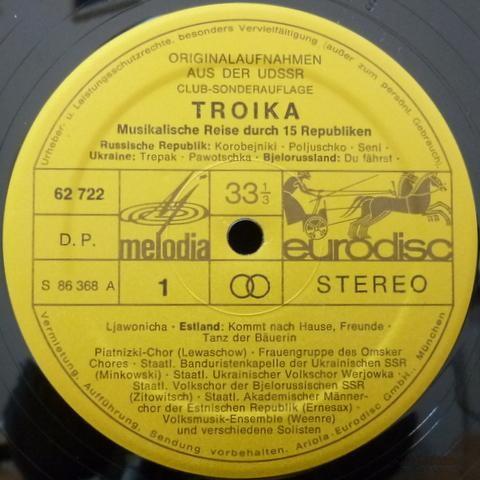 Urheber- u. Leistungsschutzrechte, besonders Vervielfältigung (außer zum persönl. Gebrauch),
ORIGINALAUFNAHMEN
AUS DER UDSSR
CLUB-SONDERAUFLAGE
TROIKA
Musikalische Reise durch 15 Republiken
Russische Republik: Korobejniki · Poljuschko · Seni ·
Ukraine: Trepak · Pawotschka · Bjelorussland: Du fährst ·
62 722
33 1/3
D. P.
melodia
eurodisc
S 86 368 A
1
STEREO
Ljawonicha · Estland: Kommt nach Hause, Freunde ·
Tanz der Bäuerin
Piatnizki-Chor (Lewaschow) · Frauengruppe des Omsker
Chores · Staatl. Banduristenkapelle der Ukrainischen SSR
(Minkowski) · Staatl. Ukrainischer Volkschor Werjowka ·
Staatl. Volkschor der Bjelorussischen SSR
(Zitowitsch) · Staatl. Akademischer Männer-
chor der Estnischen Republik (Ernesax) ·
Volksmusik-Ensemble (Weenre)
und verschiedene Solisten
Vermietung, Aufführung, Sendung vorbehalten. Ariola-Eurodisc GmbH, München